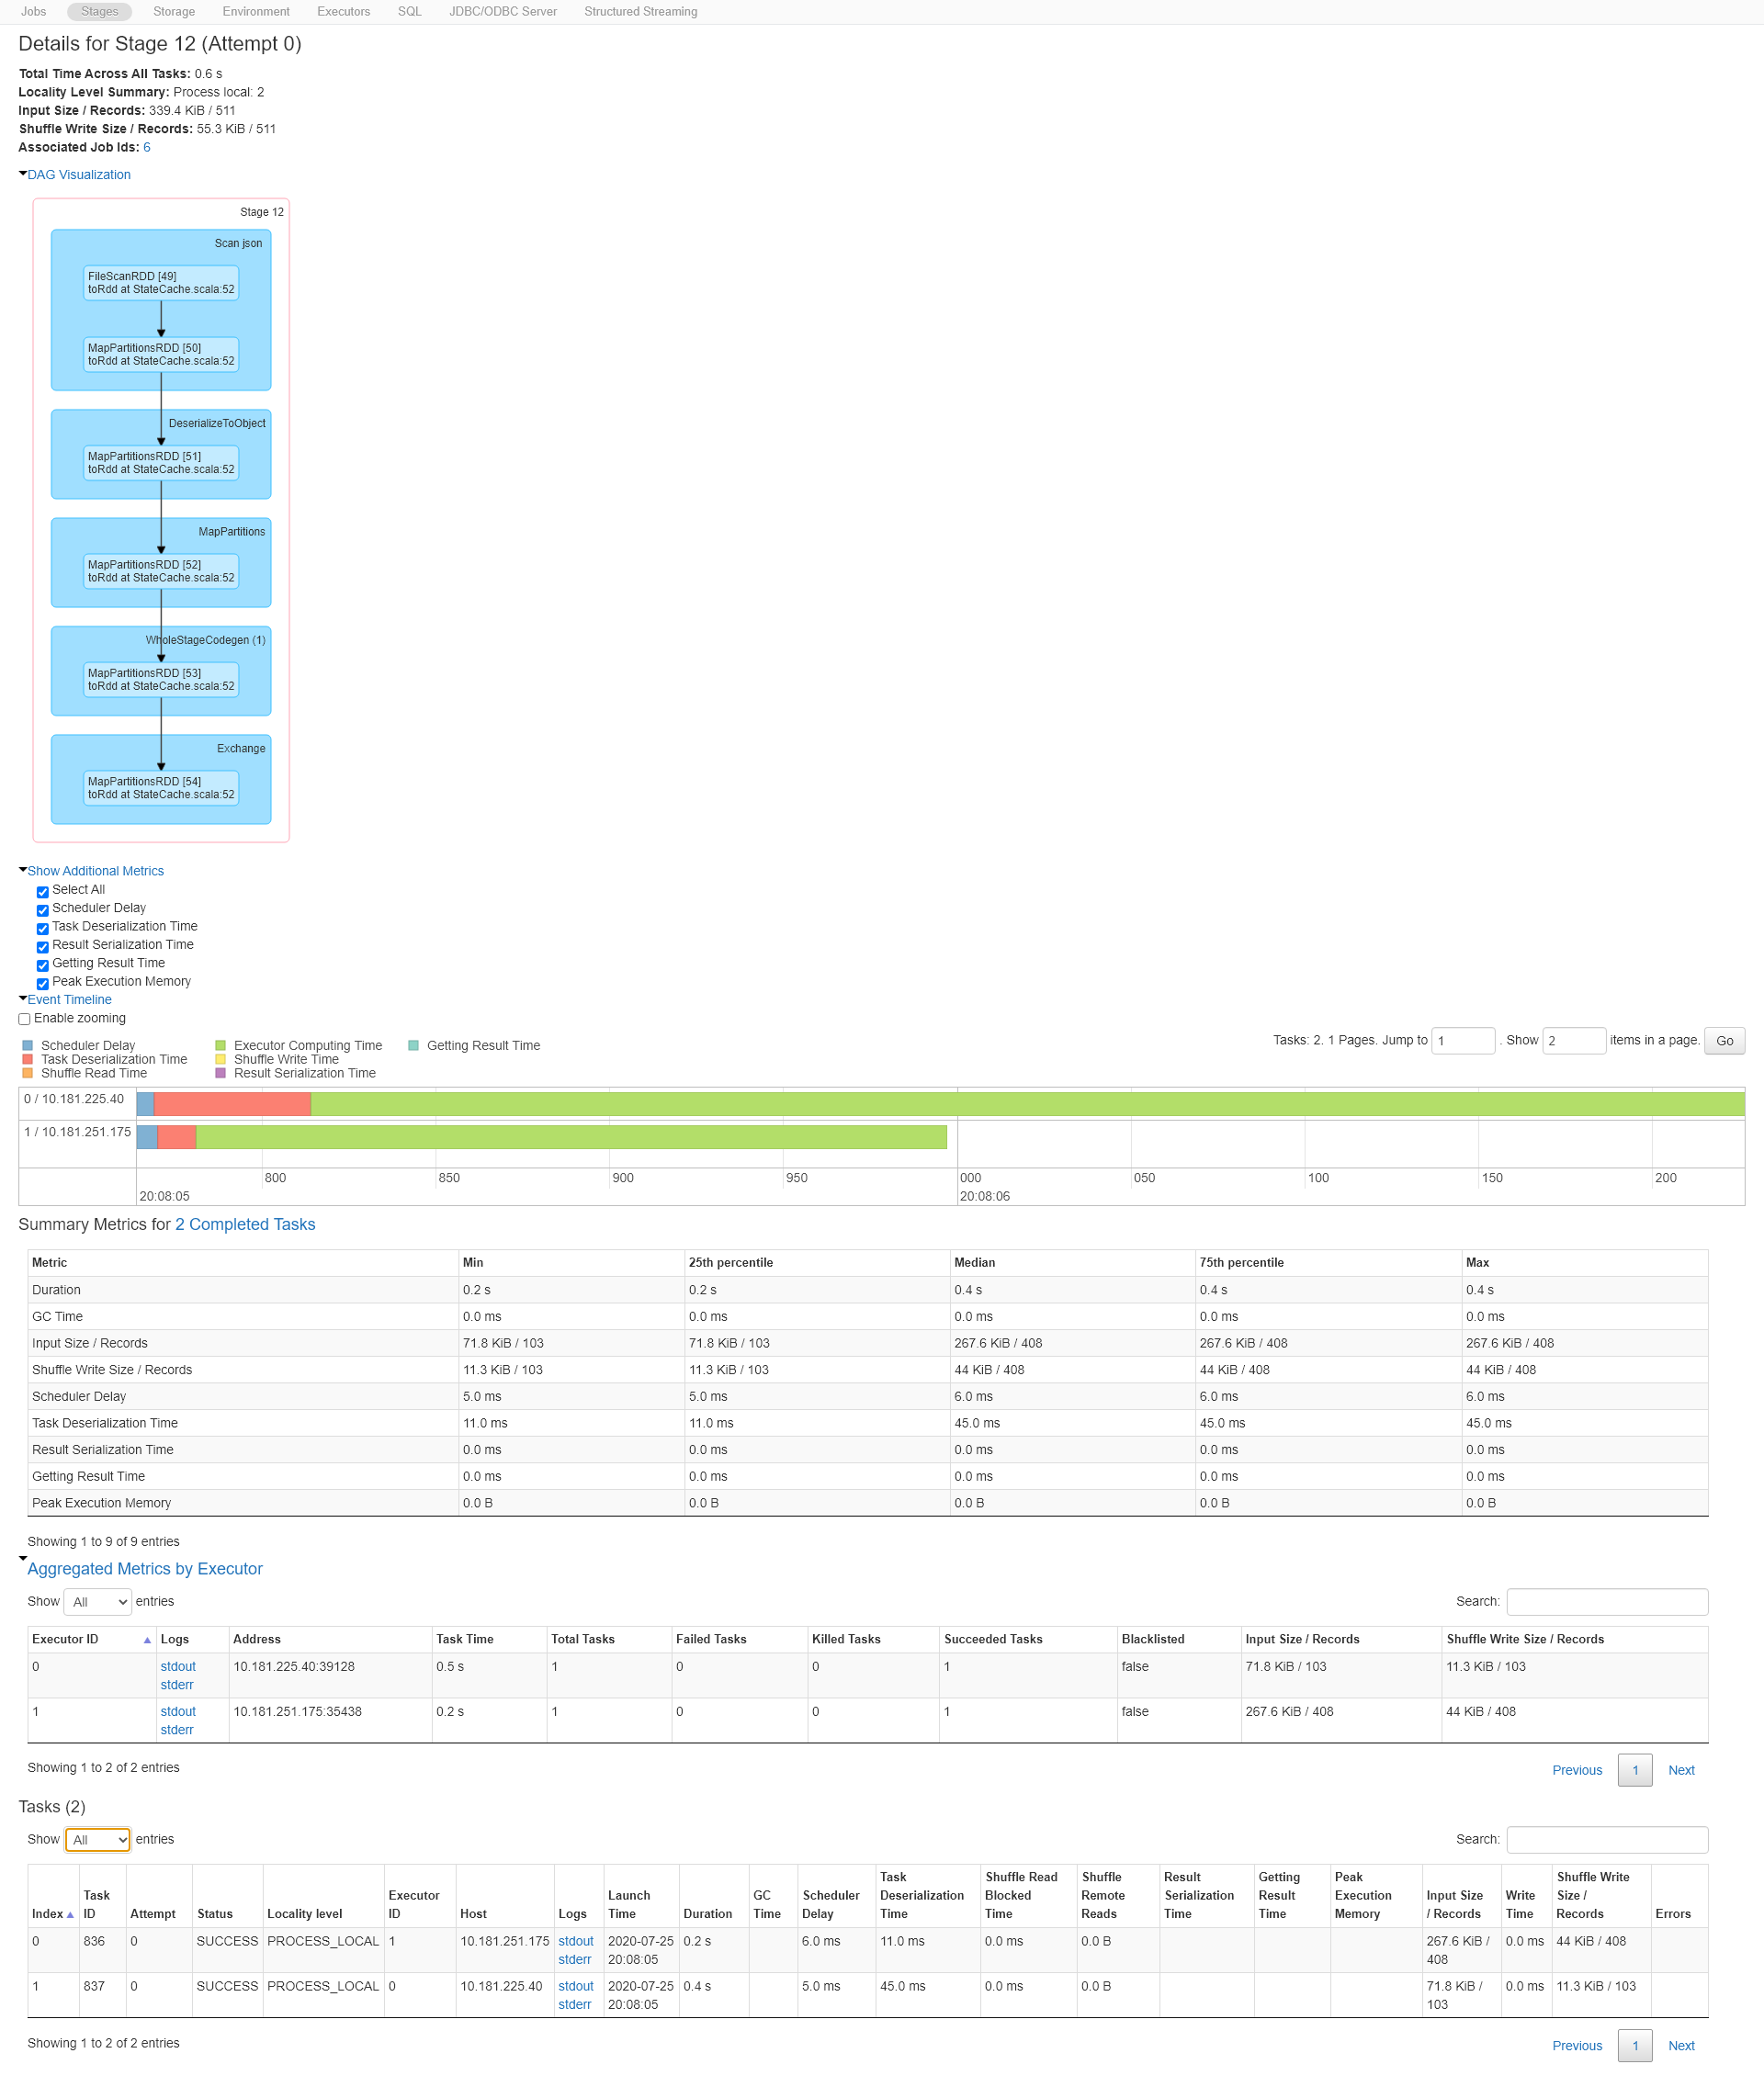 Jobs Stages Storage Environment Executors SQL JDBC/ODBC Server Structured Streaming
Details for Stage 12 (Attempt 0)
Total Time Across All Tasks: 0.6 s
Locality Level Summary: Process local: 2
Input Size / Records: 339.4 KiB / 511
Shuffle Write Size / Records: 55.3 KiB / 511
Associated Job Ids: 6
DAG Visualization
Stage 12
Scan json
FileScanRDD [49]
toRdd at StateCache.scala:52
MapPartitionsRDD [50]
toRdd at StateCache.scala:52
DeserializeToObject
MapPartitionsRDD [51]
toRdd at StateCache.scala:52
MapPartitions
MapPartitionsRDD [52]
toRdd at StateCache.scala:52
WholeStageCodegen (1)
MapPartitionsRDD [53]
toRdd at StateCache.scala:52
Exchange
MapPartitionsRDD [54]
toRdd at StateCache.scala:52
Show Additional Metrics
Select All
Scheduler Delay
Task Deserialization Time
Result Serialization Time
Getting Result Time
Peak Execution Memory
Event Timeline
Enable zooming
Tasks: 2. 1 Pages. Jump to 1 . Show 2 items in a page. Go
Scheduler Delay Executor Computing Time Getting Result Time
Task Deserialization Time Shuffle Write Time
Shuffle Read Time Result Serialization Time
0 / 10.181.225.40
1 / 10.181.251.175
800 850 900 950 000 050 100 150 200
20:08:05 20:08:06
Summary Metrics for 2 Completed Tasks
Metric Min 25th percentile Median 75th percentile Max
Duration 0.2 s 0.2 s 0.4 s 0.4 s 0.4 s
GC Time 0.0 ms 0.0 ms 0.0 ms 0.0 ms 0.0 ms
Input Size / Records 71.8 KiB / 103 71.8 KiB / 103 267.6 KiB / 408 267.6 KiB / 408 267.6 KiB / 408
Shuffle Write Size / Records 11.3 KiB / 103 11.3 KiB / 103 44 KiB / 408 44 KiB / 408 44 KiB / 408
Scheduler Delay 5.0 ms 5.0 ms 6.0 ms 6.0 ms 6.0 ms
Task Deserialization Time 11.0 ms 11.0 ms 45.0 ms 45.0 ms 45.0 ms
Result Serialization Time 0.0 ms 0.0 ms 0.0 ms 0.0 ms 0.0 ms
Getting Result Time 0.0 ms 0.0 ms 0.0 ms 0.0 ms 0.0 ms
Peak Execution Memory 0.0 B 0.0 B 0.0 B 0.0 B 0.0 B
Showing 1 to 9 of 9 entries
Aggregated Metrics by Executor
Show All entries Search:
Executor ID Logs Address Task Time Total Tasks Failed Tasks Killed Tasks Succeeded Tasks Blacklisted Input Size / Records Shuffle Write Size / Records
0 stdout 10.181.225.40:39128 0.5 s 1 0 0 1 false 71.8 KiB / 103 11.3 KiB / 103
stderr
1 stdout 10.181.251.175:35438 0.2 s 1 0 0 1 false 267.6 KiB / 408 44 KiB / 408
stderr
Showing 1 to 2 of 2 entries Previous 1 Next
Tasks (2)
Show All entries Search:
Task Shuffle Read Shuffle Result Getting Peak Shuffle Write
Task Executor Launch GC Scheduler Deserialization Blocked Remote Serialization Result Execution Input Size Write Size /
Index ID Attempt Status Locality level ID Host Logs Time Duration Time Delay Time Time Reads Time Time Memory / Records Time Records Errors
0 836 0 SUCCESS PROCESS_LOCAL 1 10.181.251.175 stdout 2020-07-25 0.2 s 6.0 ms 11.0 ms 0.0 ms 0.0 B 267.6 KiB / 0.0 ms 44 KiB / 408
stderr 20:08:05 408
1 837 0 SUCCESS PROCESS_LOCAL 0 10.181.225.40 stdout 2020-07-25 0.4 s 5.0 ms 45.0 ms 0.0 ms 0.0 B 71.8 KiB / 0.0 ms 11.3 KiB / 103
stderr 20:08:05 103
Showing 1 to 2 of 2 entries Previous 1 Next